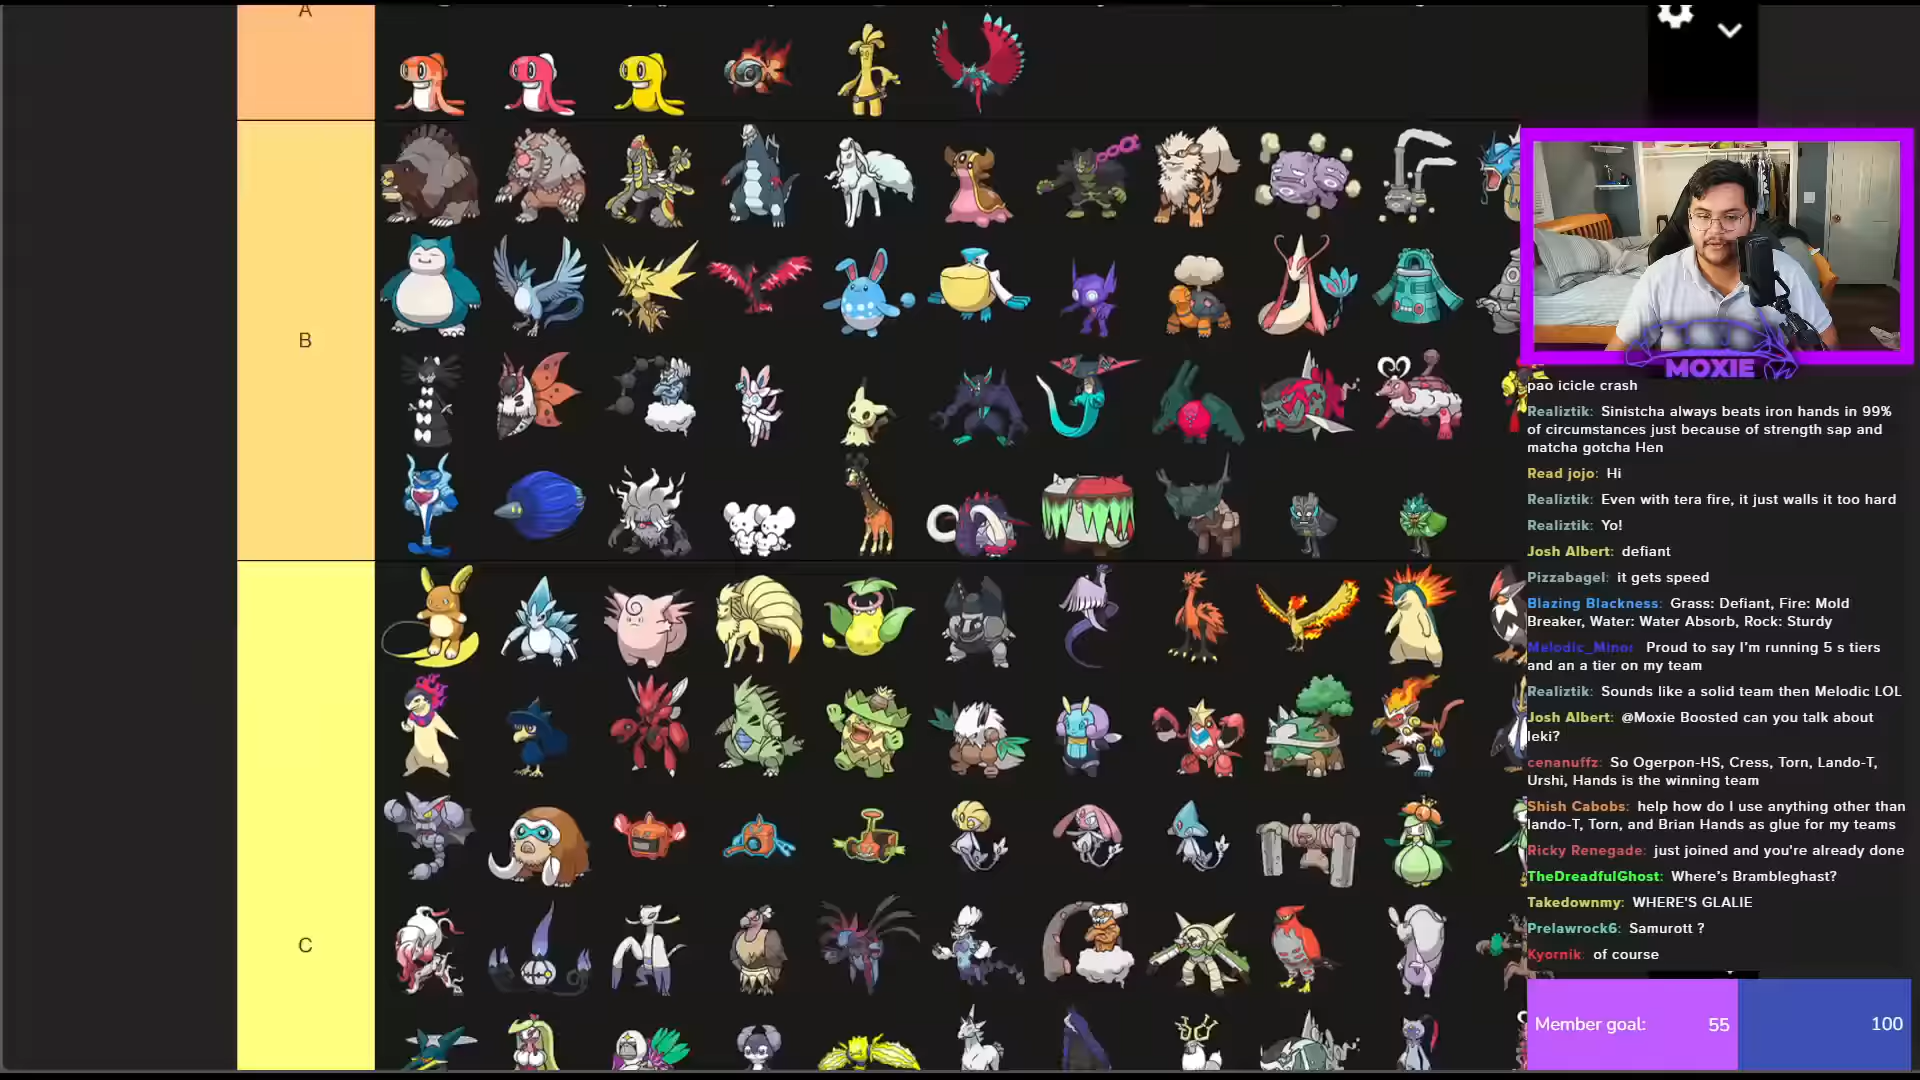 A
B
C
MOXIE
pao icicle crash
Realiztik: Sinistcha always beats iron hands in 99%
of circumstances just because of strength sap and
matcha gotcha Hen
Read jojo: Hi
Realiztik: Even with tera fire, it just walls it too hard
Realiztik: Yo!
Josh Albert: defiant
Pizzabagel: it gets speed
Blazing Blackness: Grass: Defiant, Fire: Mold
Breaker, Water: Water Absorb, Rock: Sturdy
Melodic_Minor Proud to say I'm running 5 s tiers
and an a tier on my team
Realiztik: Sounds like a solid team then Melodic LOL
Josh Albert: @Moxie Boosted can you talk about
leki?
cenanuffz: So Ogerpon-HS, Cress, Torn, Lando-T,
Urshi, Hands is the winning team
Shish Cabobs: help how do I use anything other than
lando-T, Torn, and Brian Hands as glue for my teams
Ricky Renegade: just joined and you're already done
TheDreadfulGhost: Where's Brambleghast?
Takedownmy: WHERE'S GLALIE
Prelawrock6: Samurott ?
Kyornik: of course
Member goal: 55 100